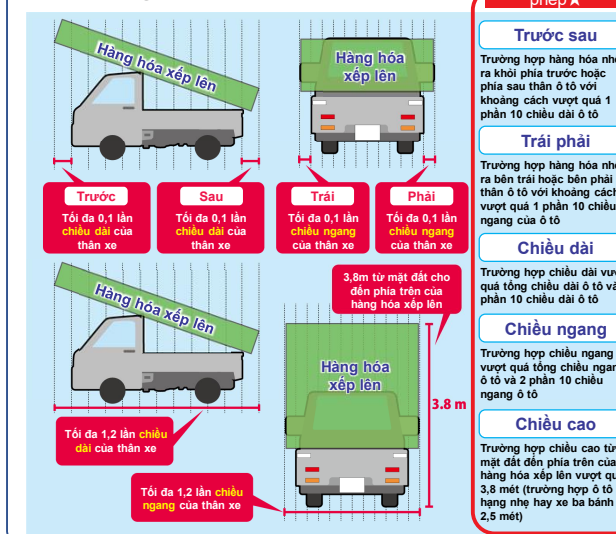 Hàng hóa xếp lên
Hàng hóa
xếp lên
Trước
Tối đa 0,1 lần
chiều dài của
thân xe
Sau
Tối đa 0,1 lần
chiều dài của
thân xe
Trái
Tối đa 0,1 lần
chiều ngang
của thân xe
Phải
Tối đa 0,1 lần
chiều ngang
của thân xe
Hàng hóa xếp lên
Tối đa 1,2 lần chiều
dài của thân xe
3,8m từ mặt đất cho
đến phía trên của
hàng hóa xếp lên
Hàng hóa
xếp lên
3.8 m
Tối đa 1,2 lần chiều
ngang của thân xe
phép★
Trước sau
Trường hợp hàng hóa
ra khỏi phía trước hoặc
phía sau thân ô tô với
khoảng cách vượt quá 1
phần 10 chiều dài ô tô
Trái phải
Trường hợp hàng hóa
ra bên trái hoặc bên phải
thân ô tô với khoảng cách
vượt quá 1 phần 10 chiều
ngang của ô tô
Chiều dài
Trường hợp chiều dài
quá tổng chiều dài ô tô
phần 10 chiều dài ô tô
Chiều ngang
Trường hợp chiều ngang
vượt quá tổng chiều
ô tô và 2 phần 10 chiều
ngang ô tô
Chiều cao
Trường hợp chiều cao từ
mặt đất đến phía trên của
hàng hóa xếp lên vượt
3,8 mét (trường hợp ô tô
hạng nhẹ hay xe ba bánh
2,5 mét)